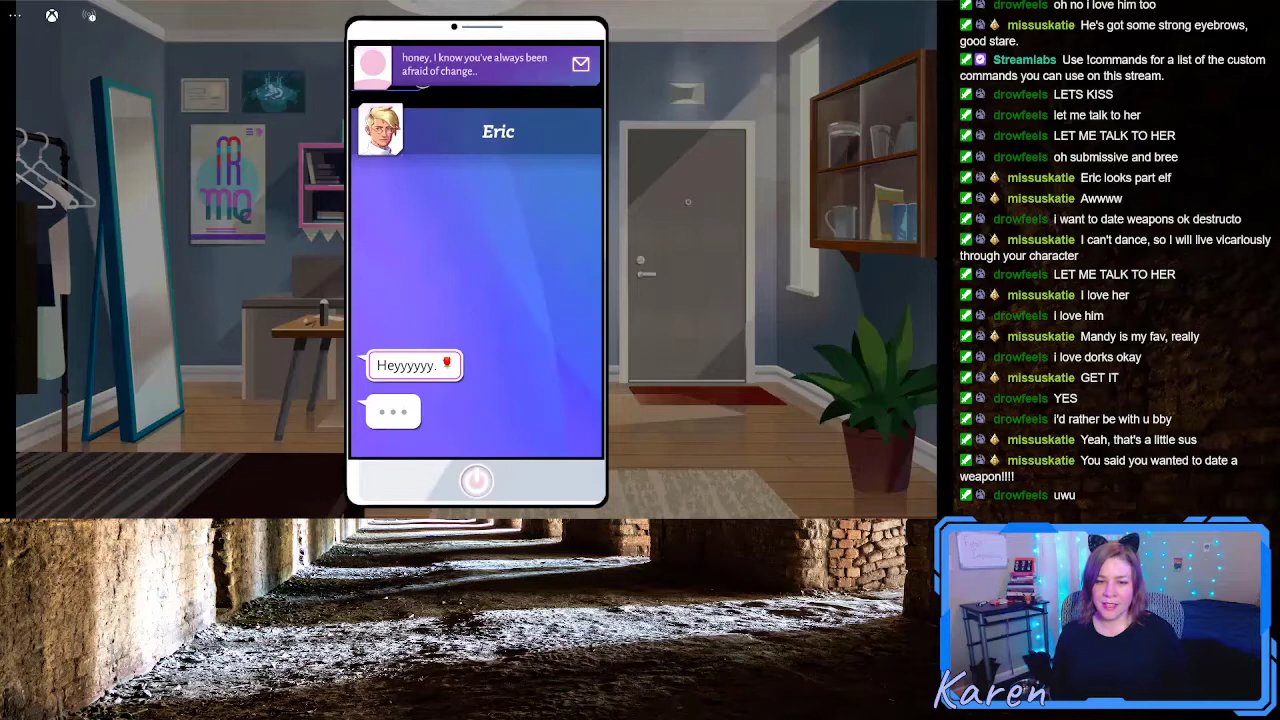 honey, I know you've always been
afraid of change..
Eric
Heyyyyyy.
drowfeels oh no i love him too
missuskatie He's got some strong eyebrows,
good stare.
Streamlabs Use !commands for a list of the custom
commands you can use on this stream.
drowfeels LETS KISS
drowfeels let me talk to her
drowfeels LET ME TALK TO HER
drowfeels oh submissive and bree
missuskatie Eric looks part elf
missuskatie Awwww
drowfeels i want to date weapons ok destructo
missuskatie I can't dance, so I will live vicariously
through your character
drowfeels LET ME TALK TO HER
missuskatie I love her
drowfeels i love him
missuskatie Mandy is my fav, really
drowfeels i love dorks okay
missuskatie GET IT
drowfeels YES
drowfeels i'd rather be with u bby
missuskatie Yeah, that's a little sus
missuskatie You said you wanted to date a
weapon!!!!
drowfeels uwu
Karen